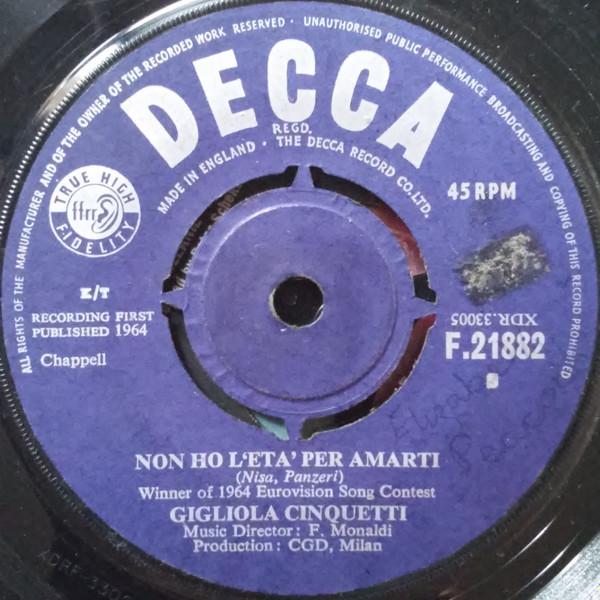 ALL RIGHTS OF THE MANUFACTURER AND OF THE OWNER OF THE RECORDED WORK RESERVED · UNAUTHORISED PUBLIC PERFORMANCE BROADCASTING AND COPYING OF THIS RECORD PROHIBITED
DECCA
REGD.
MADE IN ENGLAND · THE DECCA RECORD CO. LTD.
TRUE HIGH
ffrr
FIDELITY
45 RPM
K/T
RECORDING FIRST
PUBLISHED 1964
Chappell
XDR.33005
F.21882
NON HO L'ETA' PER AMARTI
(Nisa, Panzeri)
Winner of 1964 Eurovision Song Contest
GIGLIOLA CINQUETTI
Music Director: F. Monaldi
Production: CGD, Milan